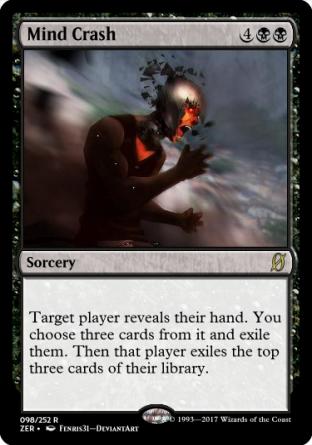 Mind Crash 4
Sorcery
Target player reveals their hand. You
choose three cards from it and exile
them. Then that player exiles the top
three cards of their library.
098/252 R
ZER • Fenris31—DeviantArt
™ & © 1993—2017 Wizards of the Coast